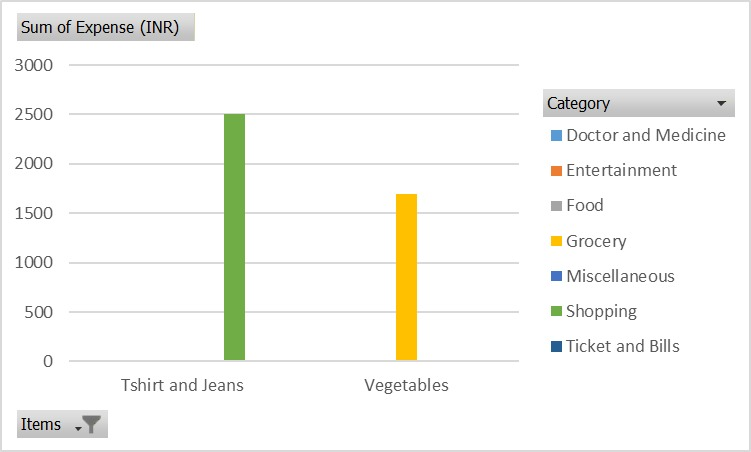 Sum of Expense (INR)
3000
2500
2000
1500
1000
500
0
Tshirt and Jeans
Vegetables
Category
Doctor and Medicine
Entertainment
Food
Grocery
Miscellaneous
Shopping
Ticket and Bills
Items